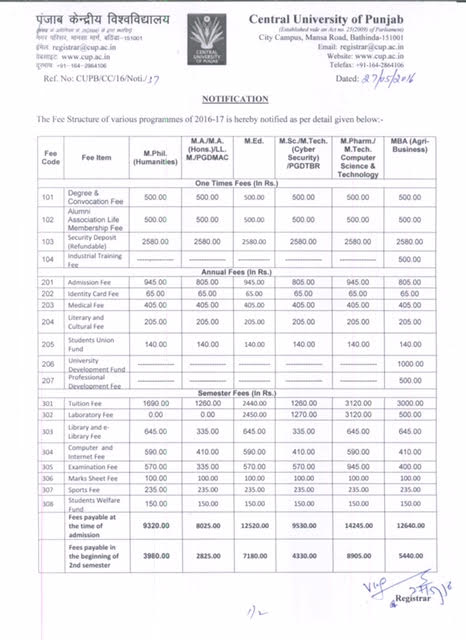 पंजाब केन्द्रीय विश्वविद्यालय
नगर परिसर, मानसा मार्ग, बठिंडा -151001
ईमेल: registrar@cup.ac.in
वेबसाइट: www.cup.ac.in
दूरभाष: +91-164-2864106
Central University of Punjab
(Established vide an Act no. 25(2009) of Parliament)
City Campus, Mansa Road, Bathinda-151001
Email: registrar@cup.ac.in
Website: www.cup.ac.in
Telefax: +91-164-2864106
Ref. No: CUPB/CC/16/Noti./37
Dated: 27/05/2016
NOTIFICATION
The Fee Structure of various programmes of 2016-17 is hereby notified as per detail given below:-
Fee Code Fee Item M.Phil. (Humanities) M.A./M.A. (Hons.)/LL. M./PGDMAC M.Ed. M.Sc./M.Tech. (Cyber Security) /PGDTBR M.Pharm./ M.Tech. Computer Science & Technology MBA (Agri-Business)
One Times Fees (In Rs.)
101 Degree & Convocation Fee 500.00 500.00 500.00 500.00 500.00 500.00
102 Alumni Association Life Membership Fee 500.00 500.00 500.00 500.00 500.00 500.00
103 Security Deposit (Refundable) 2580.00 2580.00 2580.00 2580.00 2580.00 2580.00
104 Industrial Training Fee ------------- ------------- ------------- ------------- ------------- 500.00
Annual Fees (In Rs.)
201 Admission Fee 945.00 805.00 945.00 805.00 945.00 805.00
202 Identity Card Fee 65.00 65.00 65.00 65.00 65.00 65.00
203 Medical Fee 405.00 405.00 405.00 405.00 405.00 405.00
204 Literary and Cultural Fee 205.00 205.00 205.00 205.00 205.00 205.00
205 Students Union Fund 140.00 140.00 140.00 140.00 140.00 140.00
206 University Development Fund ------------- ------------- ------------- ------------- ------------- 1000.00
207 Professional Development Fee ------------- ------------- ------------- ------------- ------------- 500.00
Semester Fees (In Rs.)
301 Tuition Fee 1690.00 1260.00 2440.00 1260.00 3120.00 3000.00
302 Laboratory Fee 0.00 0.00 2450.00 1270.00 3120.00 500.00
303 Library and e-Library Fee 645.00 335.00 645.00 335.00 645.00 645.00
304 Computer and Internet Fee 590.00 410.00 590.00 410.00 590.00 410.00
305 Examination Fee 570.00 335.00 570.00 570.00 945.00 400.00
306 Marks Sheet Fee 100.00 100.00 100.00 100.00 100.00 100.00
307 Sports Fee 235.00 235.00 235.00 235.00 235.00 235.00
308 Students Welfare Fund 150.00 150.00 150.00 150.00 150.00 150.00
Fees payable at the time of admission 9320.00 8025.00 12520.00 9530.00 14245.00 12640.00
Fees payable in the beginning of 2nd semester 3980.00 2825.00 7180.00 4330.00 8905.00 5440.00
Registrar
1/2